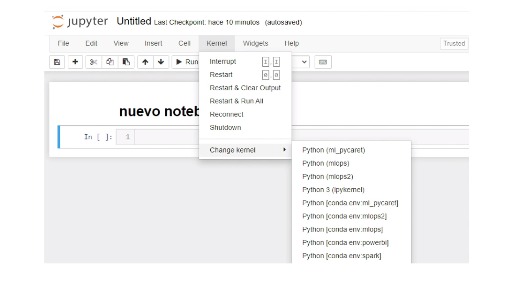 jupyter Untitled Last Checkpoint: hace 10 minutos (autosaved)
File Edit View Insert Cell Kernel Widgets Help Trusted
Run
Interrupt I I
Restart 0 0
Restart & Clear Output
Restart & Run All
Reconnect
Shutdown
Change kernel
nuevo noteb
In [ ]: 1
Python (mi_pycaret)
Python (mlops)
Python (mlops2)
Python 3 (ipykernel)
Python [conda env:mi_pycaret]
Python [conda env:mlops2]
Python [conda env:mlops]
Python [conda env:powerbi]
Python [conda env:spark]